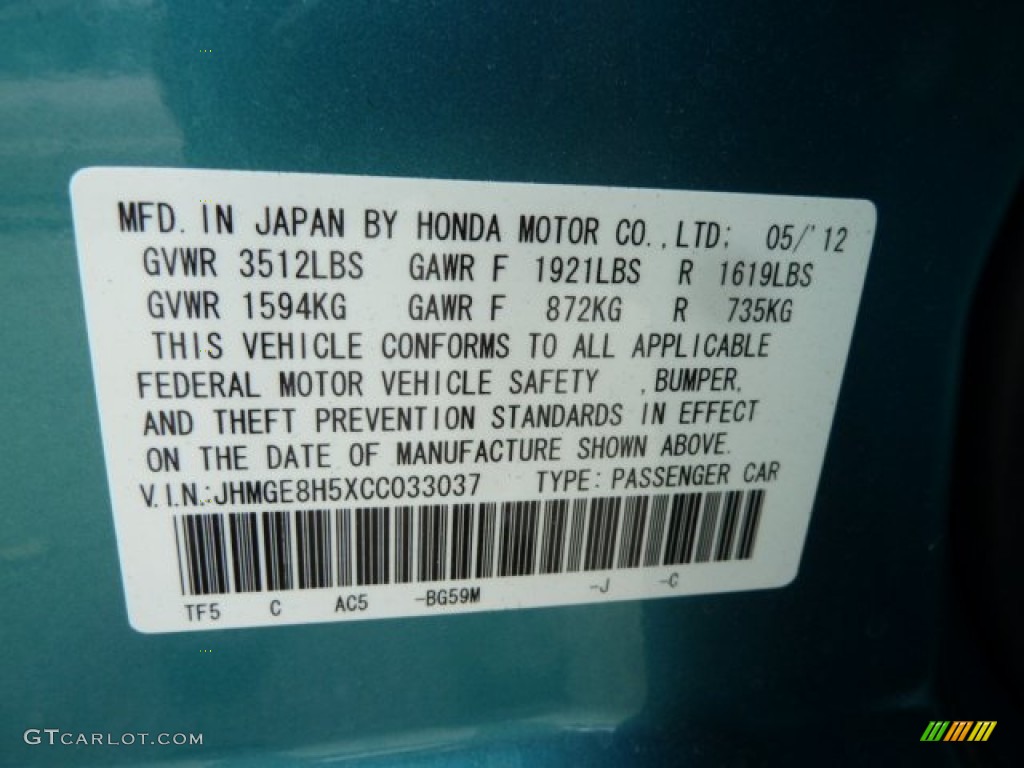 MFD. IN JAPAN BY HONDA MOTOR CO., LTD; 05/'12
GVWR 3512LBS GAWR F 1921LBS R 1619LBS
GVWR 1594KG GAWR F 872KG R 735KG
THIS VEHICLE CONFORMS TO ALL APPLICABLE
FEDERAL MOTOR VEHICLE SAFETY ,BUMPER,
AND THEFT PREVENTION STANDARDS IN EFFECT
ON THE DATE OF MANUFACTURE SHOWN ABOVE.
V.I.N.:JHMGE8H5XCC033037 TYPE:PASSENGER CAR
TF5 C AC5 -BG59M -J -C
GTCARLOT.COM